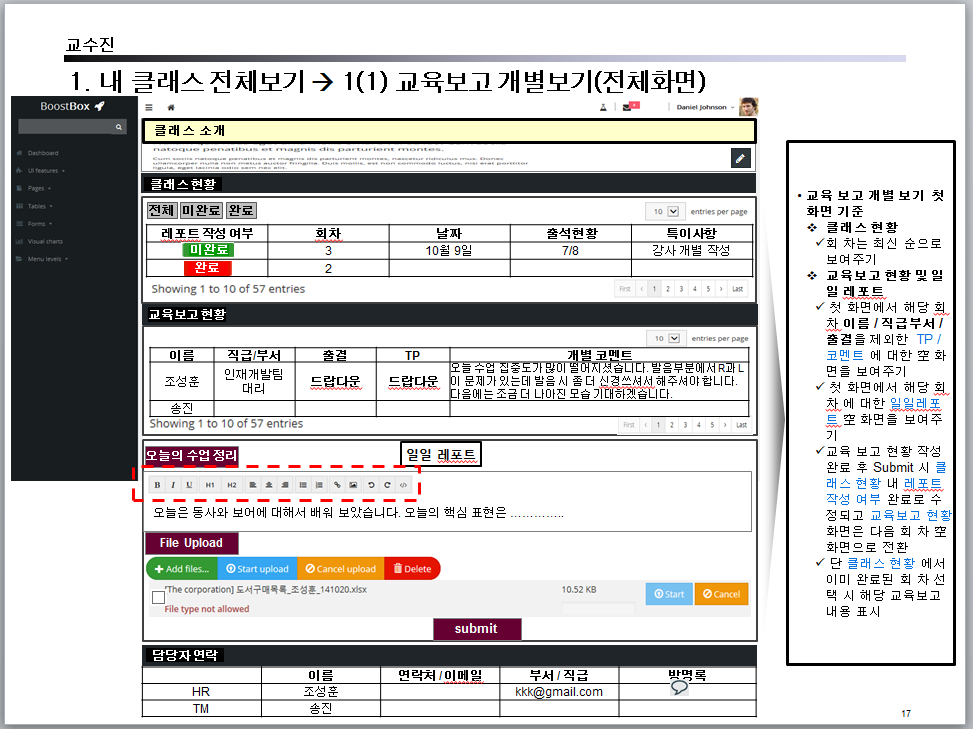 교수진
1. 내 클래스 전체보기 → 1(1) 교육보고 개별보기(전체화면)
BoostBox
Daniel Johnson
Dashboard
UI features
Pages
Tables
Forms
Visual charts
Menu levels
클래스 소개
natoque penatibus et magnis dis parturient montes.
Cum sociis natoque penatibus et magnis dis parturient montes, nascetur ridiculus mus. Donec
ullamcorper nulla non metus auctor fringilla. Duis mollis, est non commodo luctus, nisi erat porttitor
ligula, eget lacinia odio sem nec elit.
클래스 현황
전체 미완료 완료
10 entries per page
레포트 작성 여부 회차 날짜 출석현황 특이사항
미완료 3 10월 9일 7/8 강사 개별 작성
완료 2
Showing 1 to 10 of 57 entries
First ‹ 1 2 3 4 5 › Last
교육보고 현황
10 entries per page
이름 직급/부서 출결 TP 개별 코멘트
조성훈 인재개발팀 대리 드랍다운 드랍다운 오늘 수업 집중도가 많이 떨어지셨습니다. 발음부분에서 R과 L
이 문제가 있는데 발음 시 좀 더 신경쓰셔서 해주셔야 합니다.
다음에는 조금 더 나아진 모습 기대하겠습니다.
송진
Showing 1 to 10 of 57 entries
First ‹ 1 2 3 4 5 › Last
오늘의 수업 정리
일일 레포트
B I U H1 H2
오늘은 동사와 보어에 대해서 배워 보았습니다. 오늘의 핵심 표현은 …………..
File Upload
Add files... Start upload Cancel upload Delete
[The corporation] 도서구매목록_조성훈_141020.xlsx 10.52 KB Start Cancel
File type not allowed
submit
담당자연락
이름 연락처 / 이메일 부서 / 직급 방명록
HR 조성훈 kkk@gmail.com
TM 송진
• 교육 보고 개별 보기 첫
화면 기준
❖ 클래스 현황
✓회 차는 최신 순으로
보여주기
❖ 교육보고 현황 및 일
일 레포트
✓ 첫 화면에서 해당 회
차 이름 / 직급부서 /
출결을 제외한 TP /
코멘트 에 대한 空 화
면을 보여주기
✓ 첫 화면에서 해당 회
차 에 대한 일일레포
트 空 화면을 보여주
기
✓교육 보고 현황 작성
완료 후 Submit 시 클
래스 현황 내 레포트
작성 여부 완료로 수
정되고 교육보고 현황
화면은 다음 회 차 空
화면으로 전환
✓ 단 클래스 현황 에서
이미 완료된 회 차 선
택 시 해당 교육보고
내용 표시
17